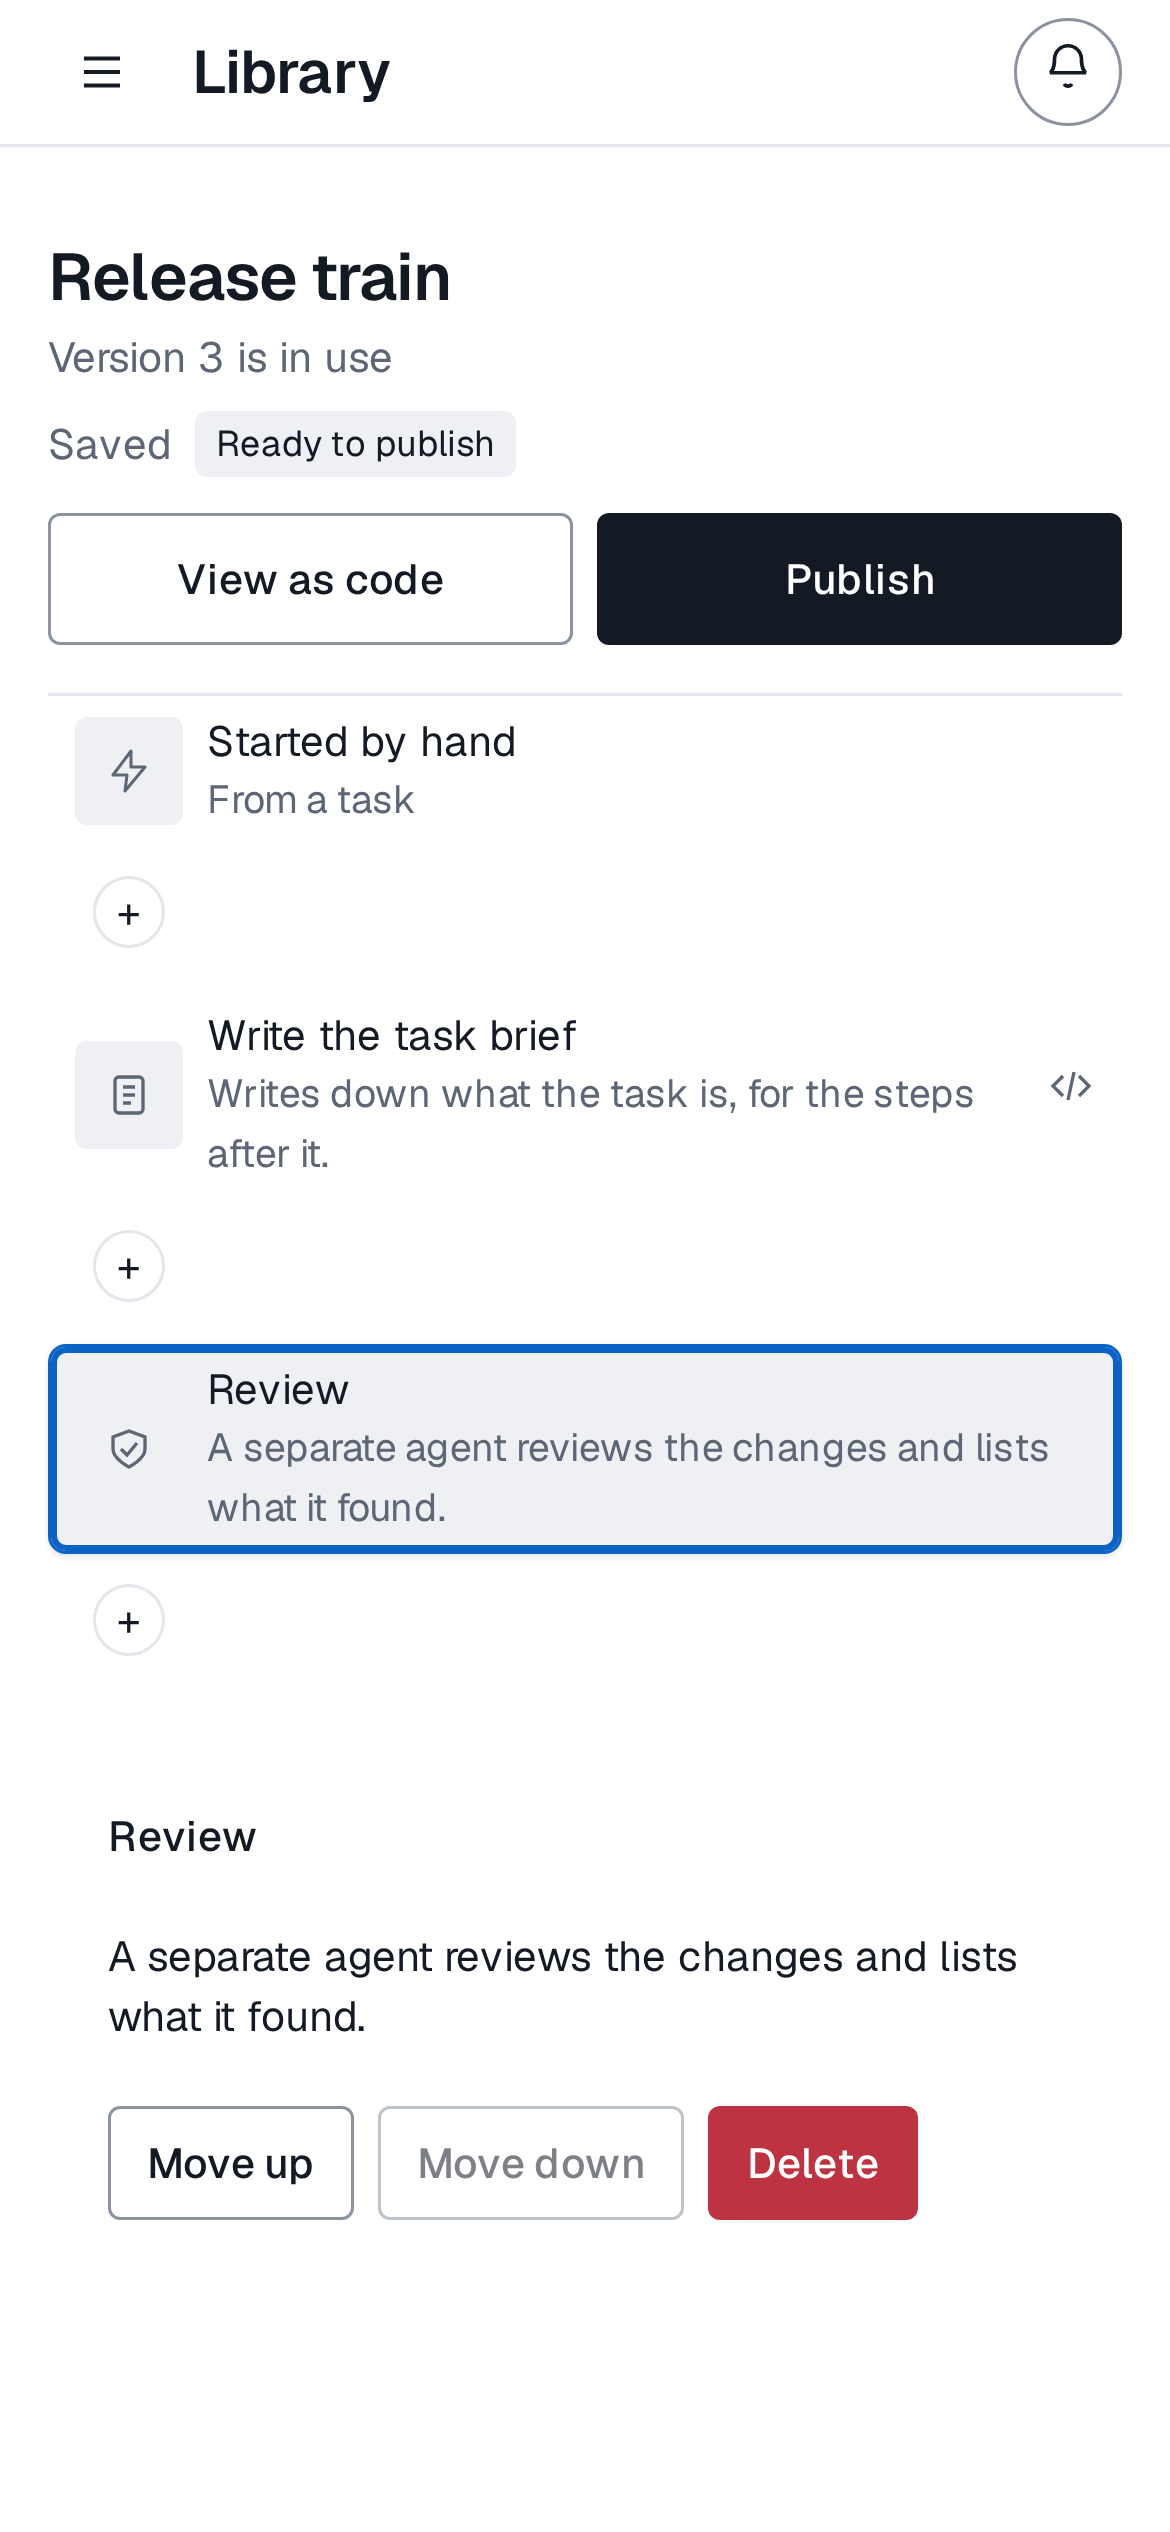 Library
Release train
Version 3 is in use
Saved
Ready to publish
View as code
Publish
Started by hand
From a task
+
Write the task brief
Writes down what the task is, for the steps
after it.
</>
+
Review
A separate agent reviews the changes and lists
what it found.
+
Review
A separate agent reviews the changes and lists
what it found.
Move up
Move down
Delete